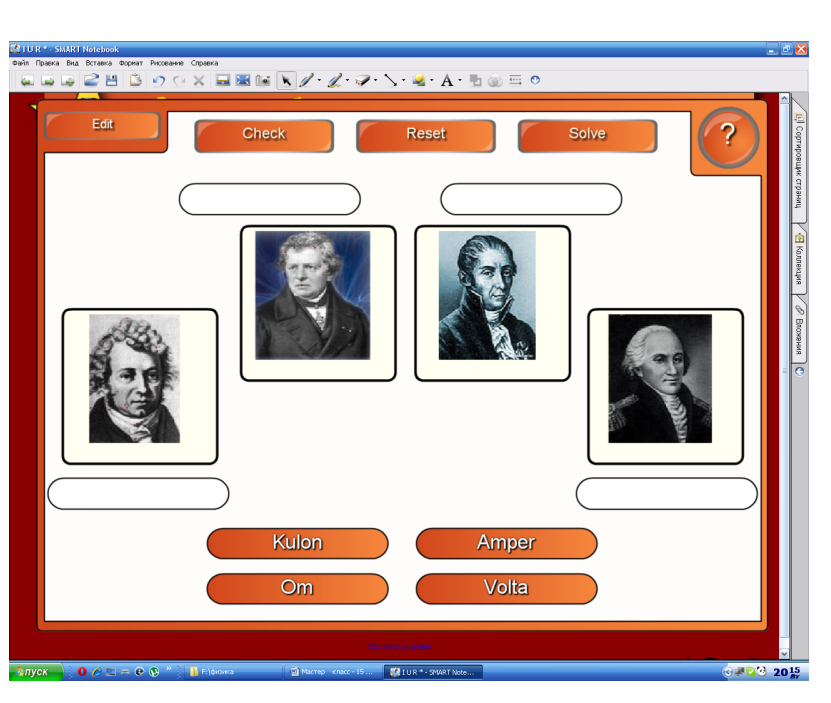 I U R * - SMART Notebook
Файл Правка Вид Вставка Формат Рисование Справка
Edit
Check
Reset
Solve
?
Сортировщик страниц
Коллекция
Вложения
Kulon
Amper
Om
Volta
пуск
F:\физика
Мастер класс - 15 ...
I U R * - SMART Note...
20 15
Вт